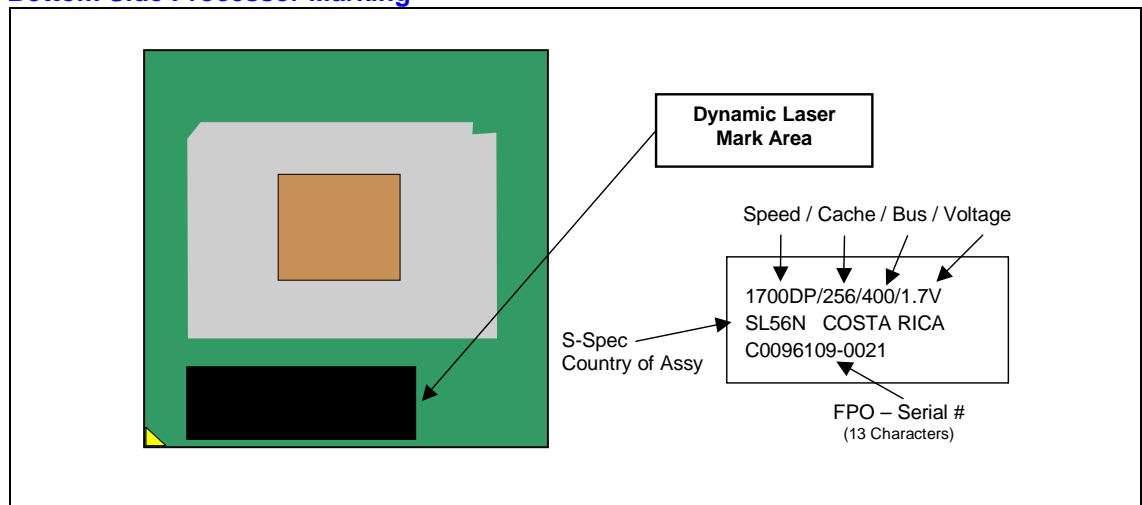 Bottom Side Processor Marking
Dynamic Laser
Mark Area
Speed / Cache / Bus / Voltage
1700DP/256/400/1.7V
SL56N COSTA RICA
C0096109-0021
S-Spec
Country of Assy
FPO – Serial #
(13 Characters)